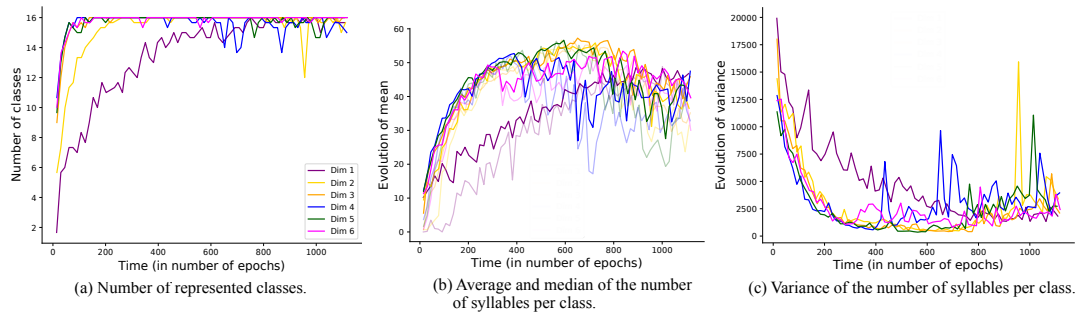 Number of classes
16
14
12
10
8
6
4
2
0
200
400
600
800
1000
Time (in number of epochs)
Dim 1
Dim 2
Dim 3
Dim 4
Dim 5
Dim 6
(a) Number of represented classes.
Evolution of mean
60
50
40
30
20
10
0
0
200
400
600
800
1000
Time (in number of epochs)
(b) Average and median of the number
of syllables per class.
Evolution of variance
20000
17500
15000
12500
10000
7500
5000
2500
0
0
200
400
600
800
1000
Time (in number of epochs)
(c) Variance of the number of syllables per class.